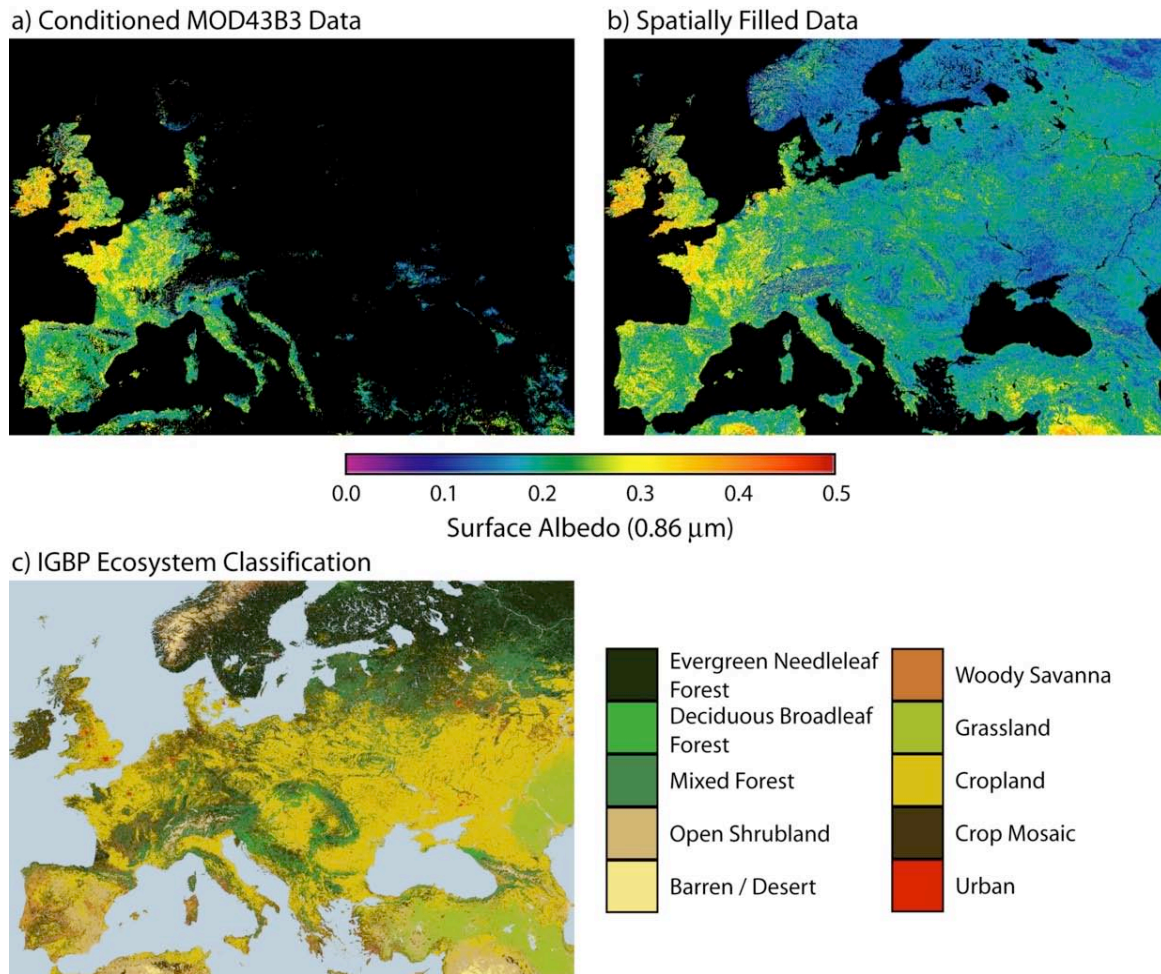 a) Conditioned MOD43B3 Data
b) Spatially Filled Data
0.0 0.1 0.2 0.3 0.4 0.5
Surface Albedo (0.86 µm)
c) IGBP Ecosystem Classification
Evergreen Needleleaf
Forest
Deciduous Broadleaf
Forest
Mixed Forest
Open Shrubland
Barren / Desert
Woody Savanna
Grassland
Cropland
Crop Mosaic
Urban